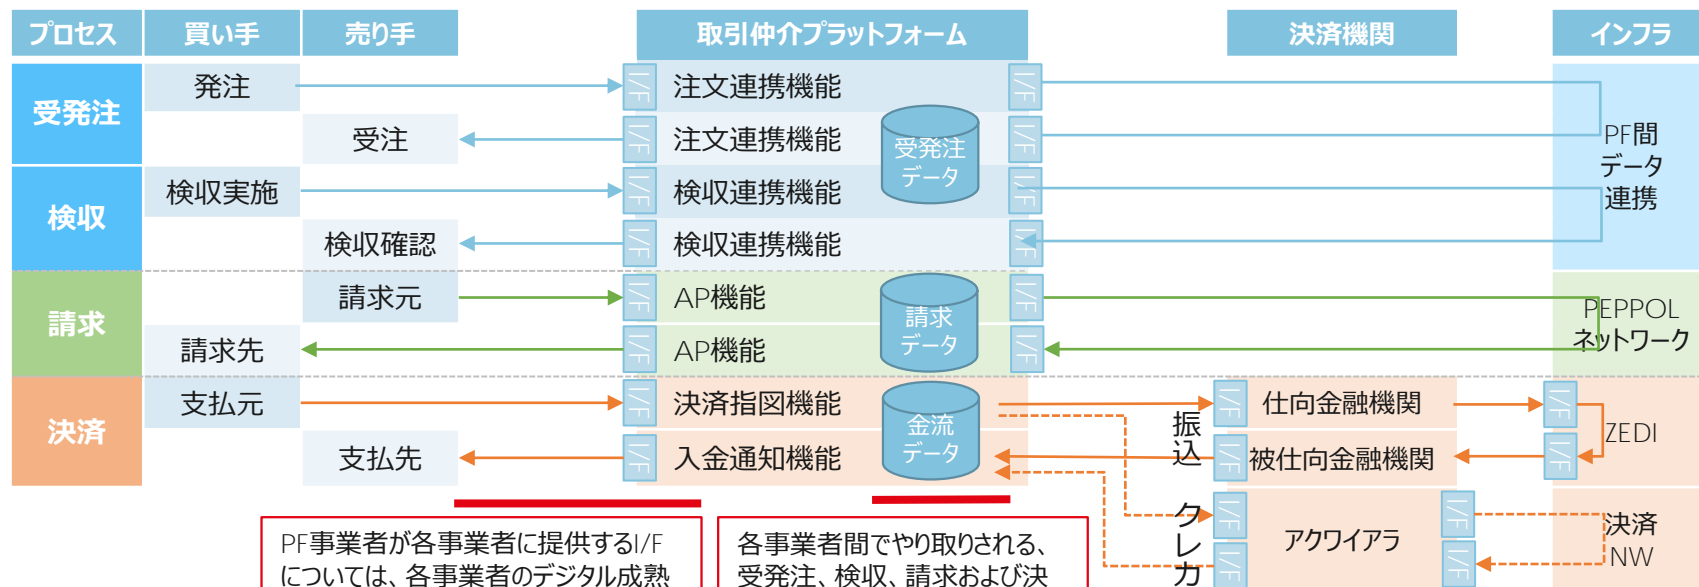 プロセス
買い手
売り手
取引仲介プラットフォーム
決済機関
インフラ
受発注
発注
I/F
注文連携機能
I/F
受注
I/F
注文連携機能
I/F
受発注
データ
PF間
データ
連携
検収
検収実施
I/F
検収連携機能
I/F
検収確認
I/F
検収連携機能
I/F
請求
請求元
I/F
AP機能
I/F
請求先
I/F
AP機能
I/F
請求
データ
PEPPOL
ネットワーク
決済
支払元
I/F
決済指図機能
支払先
I/F
入金通知機能
金流
データ
振込
I/F
仕向金融機関
I/F
I/F
被仕向金融機関
I/F
ZEDI
クレカ
I/F
I/F
アクワイアラ
I/F
I/F
決済
NW
PF事業者が各事業者に提供するI/F
については、各事業者のデジタル成熟
各事業者間でやり取りされる、
受発注、検収、請求および決